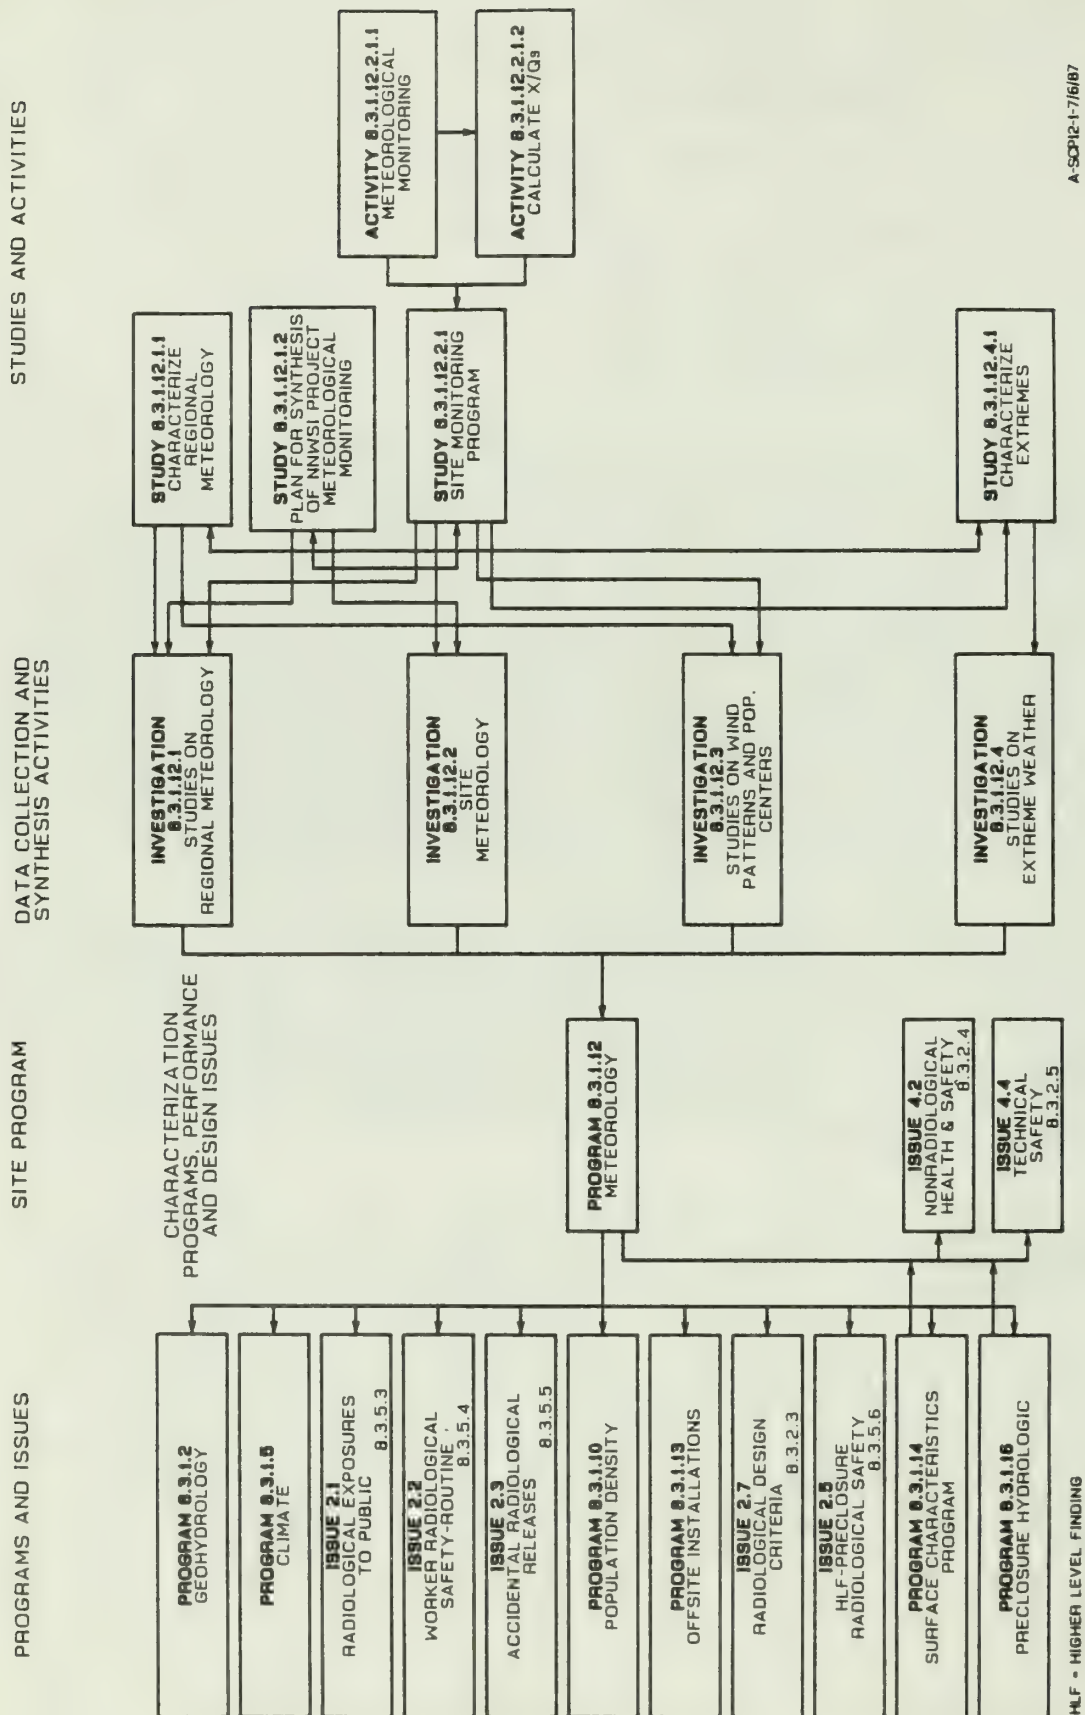 PROGRAMS AND ISSUES
SITE PROGRAM
DATA COLLECTION AND
SYNTHESIS ACTIVITIES
STUDIES AND ACTIVITIES
CHARACTERIZATION
PROGRAMS, PERFORMANCE
AND DESIGN ISSUES
PROGRAM 8.3.1.2
GEOHYDROLOGY
PROGRAM 8.3.1.5
CLIMATE
ISSUE 2.1
RADIOLOGICAL EXPOSURES
TO PUBLIC
8.3.5.3
ISSUE 2.2
WORKER RADIOLOGICAL
SAFETY-ROUTINE
8.3.5.4
ISSUE 2.3
ACCIDENTAL RADIOLOGICAL
RELEASES
8.3.5.5
PROGRAM 8.3.1.10
POPULATION DENSITY
PROGRAM 8.3.1.13
OFFSITE INSTALLATIONS
ISSUE 2.7
RADIOLOGICAL DESIGN
CRITERIA
8.3.2.3
ISSUE 2.5
HLF-PRECLOSURE
RADIOLOGICAL SAFETY
8.3.5.6
PROGRAM 8.3.1.14
SURFACE CHARACTERISTICS
PROGRAM
PROGRAM 8.3.1.16
PRECLOSURE HYDROLOGIC
PROGRAM 8.3.1.12
METEOROLOGY
ISSUE 4.2
NONRADIOLOGICAL
HEALTH & SAFETY
8.3.2.4
ISSUE 4.4
TECHNICAL
SAFETY
8.3.2.5
INVESTIGATION
8.3.1.12.1
STUDIES ON
REGIONAL METEOROLOGY
INVESTIGATION
8.3.1.12.2
SITE
METEOROLOGY
INVESTIGATION
8.3.1.12.3
STUDIES ON WIND
PATTERNS AND POP.
CENTERS
INVESTIGATION
8.3.1.12.4
STUDIES ON
EXTREME WEATHER
STUDY 8.3.1.12.1.1
CHARACTERIZE
REGIONAL
METEOROLOGY
STUDY 8.3.1.12.1.2
PLAN FOR SYNTHESIS
OF NNWSI PROJECT
METEOROLOGICAL
MONITORING
STUDY 8.3.1.12.2.1
SITE MONITORING
PROGRAM
STUDY 8.3.1.12.4.1
CHARACTERIZE
EXTREMES
ACTIVITY 8.3.1.12.2.1.1
METEOROLOGICAL
MONITORING
ACTIVITY 8.3.1.12.2.1.2
CALCULATE X/Qs
HLF - HIGHER LEVEL FINDING
A-SCP12-1-7/6/87